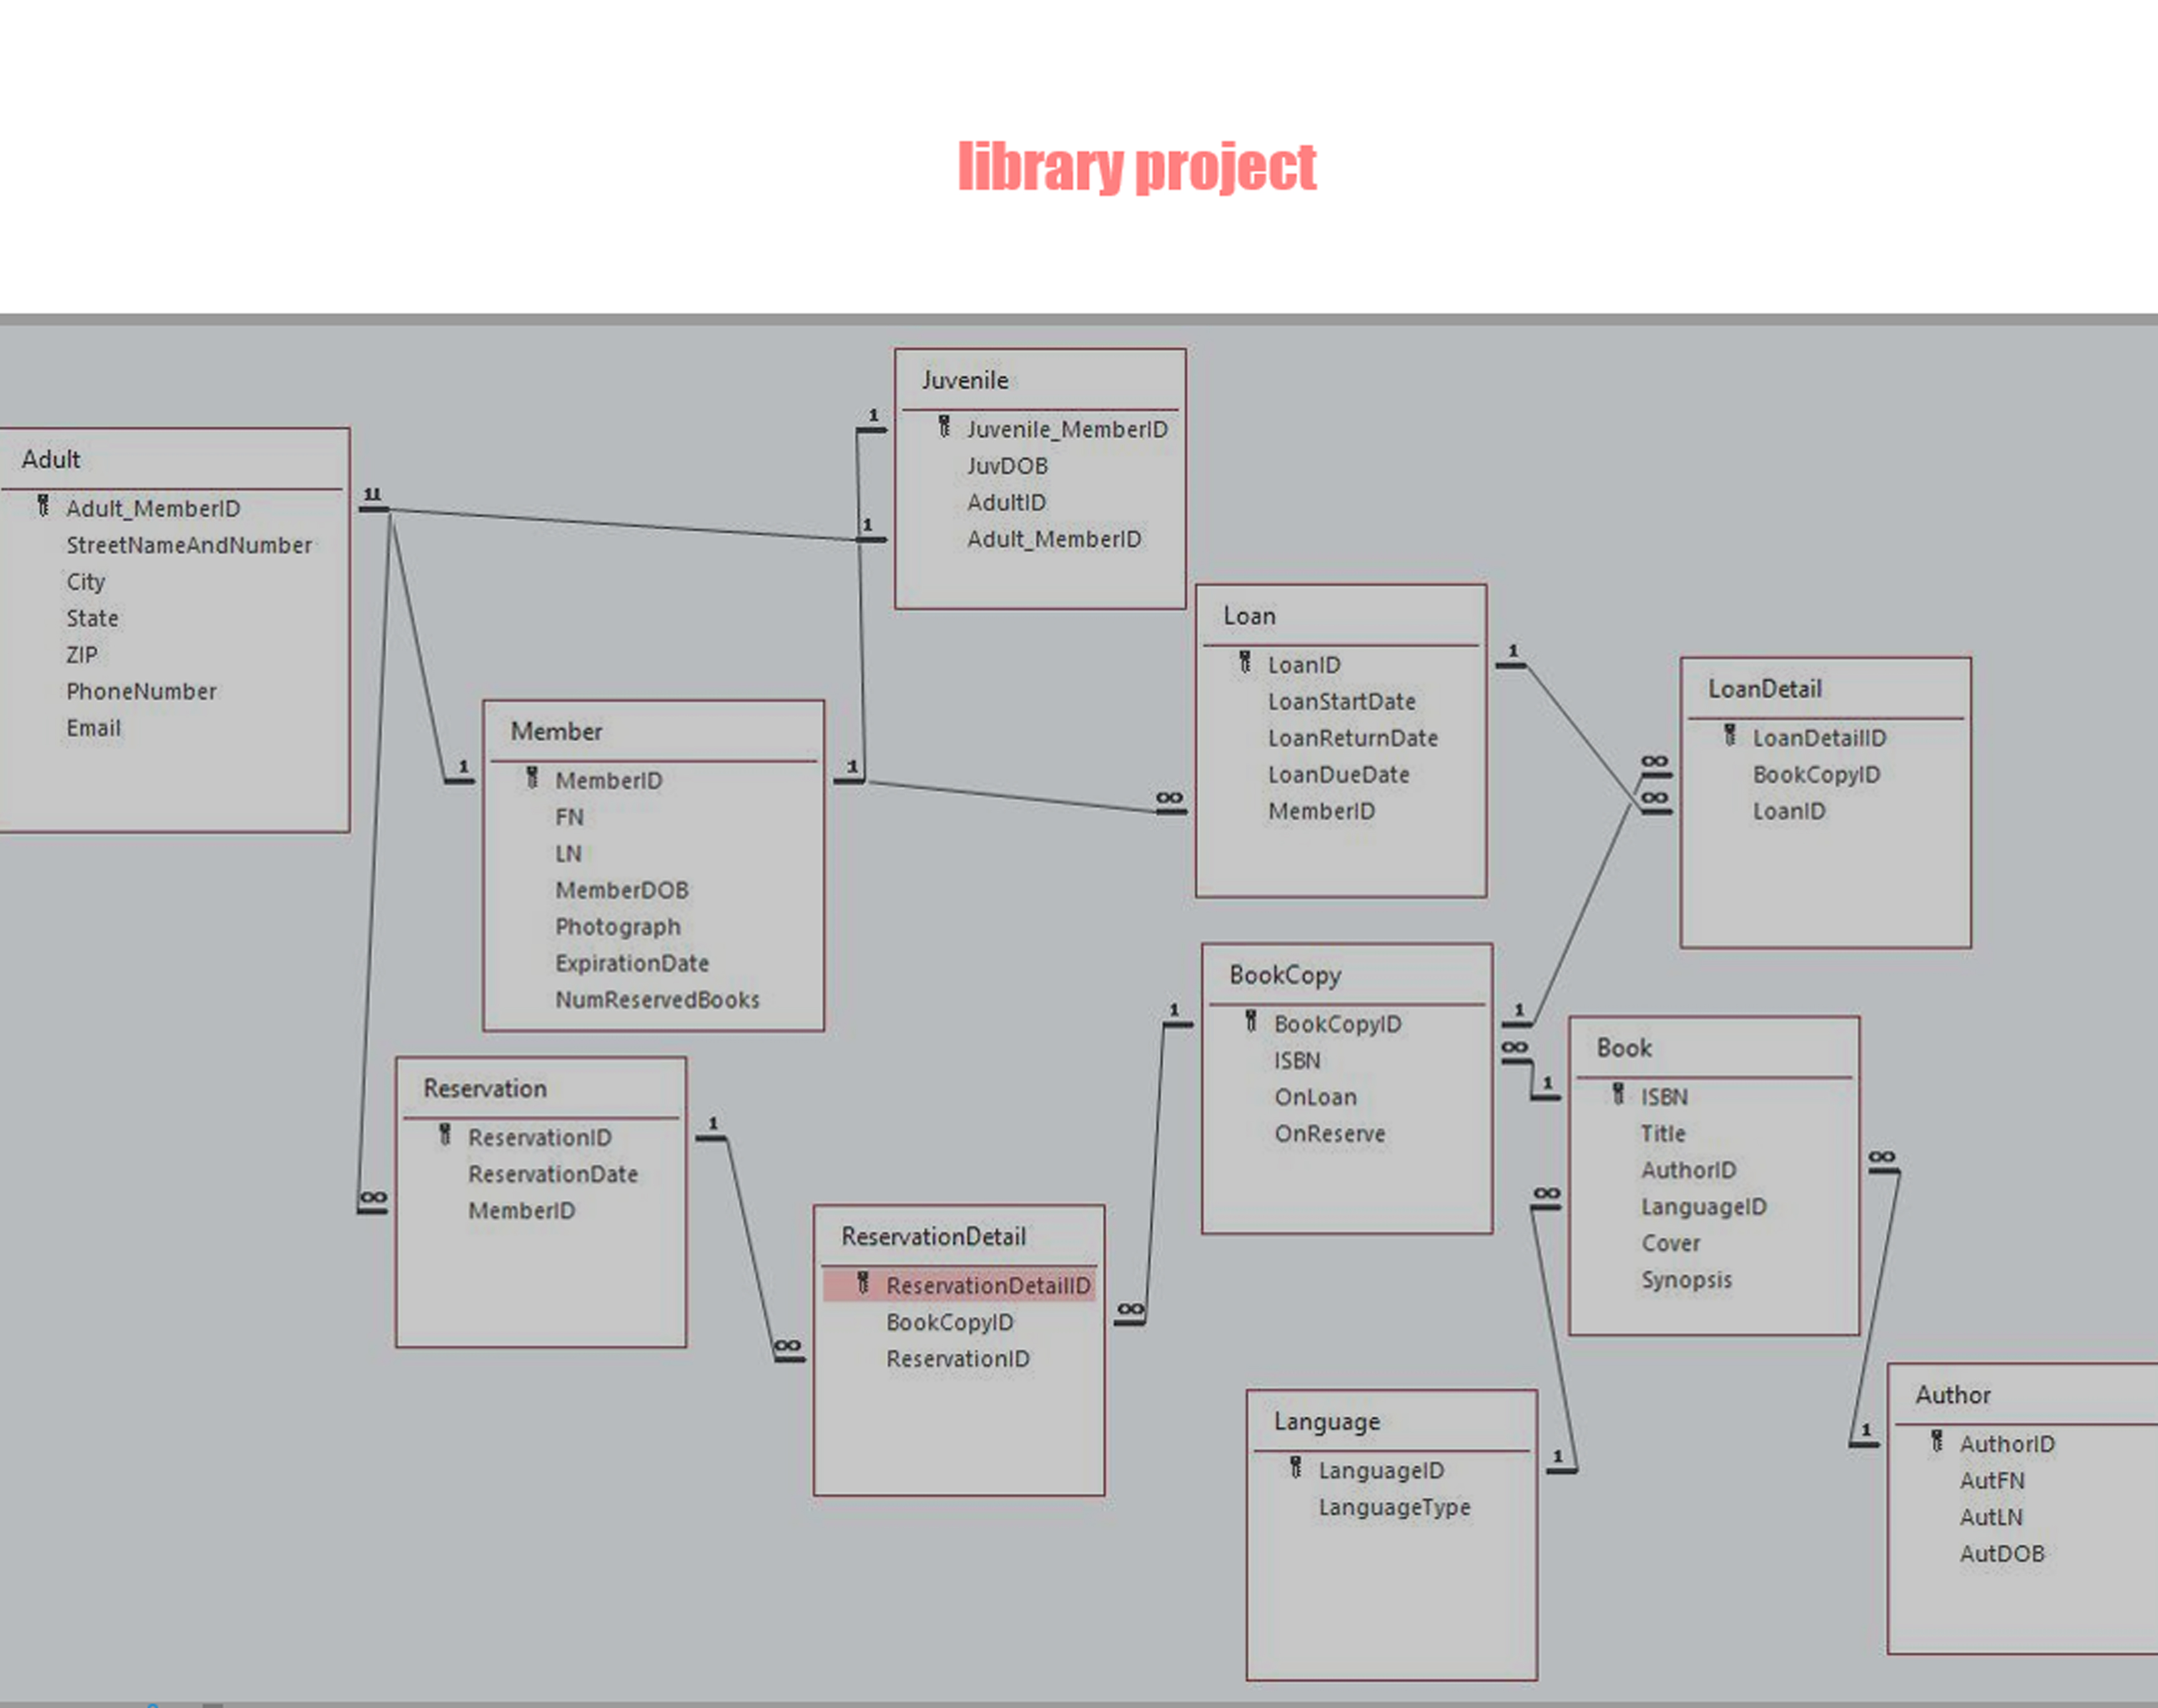 library project
Adult
Adult_MemberID
StreetNameAndNumber
City
State
ZIP
PhoneNumber
Email
11
Juvenile
Juvenile_MemberID
JuvDOB
AdultID
Adult_MemberID
1
1
Member
MemberID
FN
LN
MemberDOB
Photograph
ExpirationDate
NumReservedBooks
1
1
Loan
LoanID
LoanStartDate
LoanReturnDate
LoanDueDate
MemberID
∞
1
LoanDetail
LoanDetailID
BookCopyID
LoanID
∞
∞
Reservation
ReservationID
ReservationDate
MemberID
∞
1
ReservationDetail
ReservationDetailID
BookCopyID
ReservationID
∞
∞
BookCopy
BookCopyID
ISBN
OnLoan
OnReserve
1
1
∞
Book
ISBN
Title
AuthorID
LanguageID
Cover
Synopsis
1
∞
∞
Language
LanguageID
LanguageType
1
Author
AuthorID
AutFN
AutLN
AutDOB
1